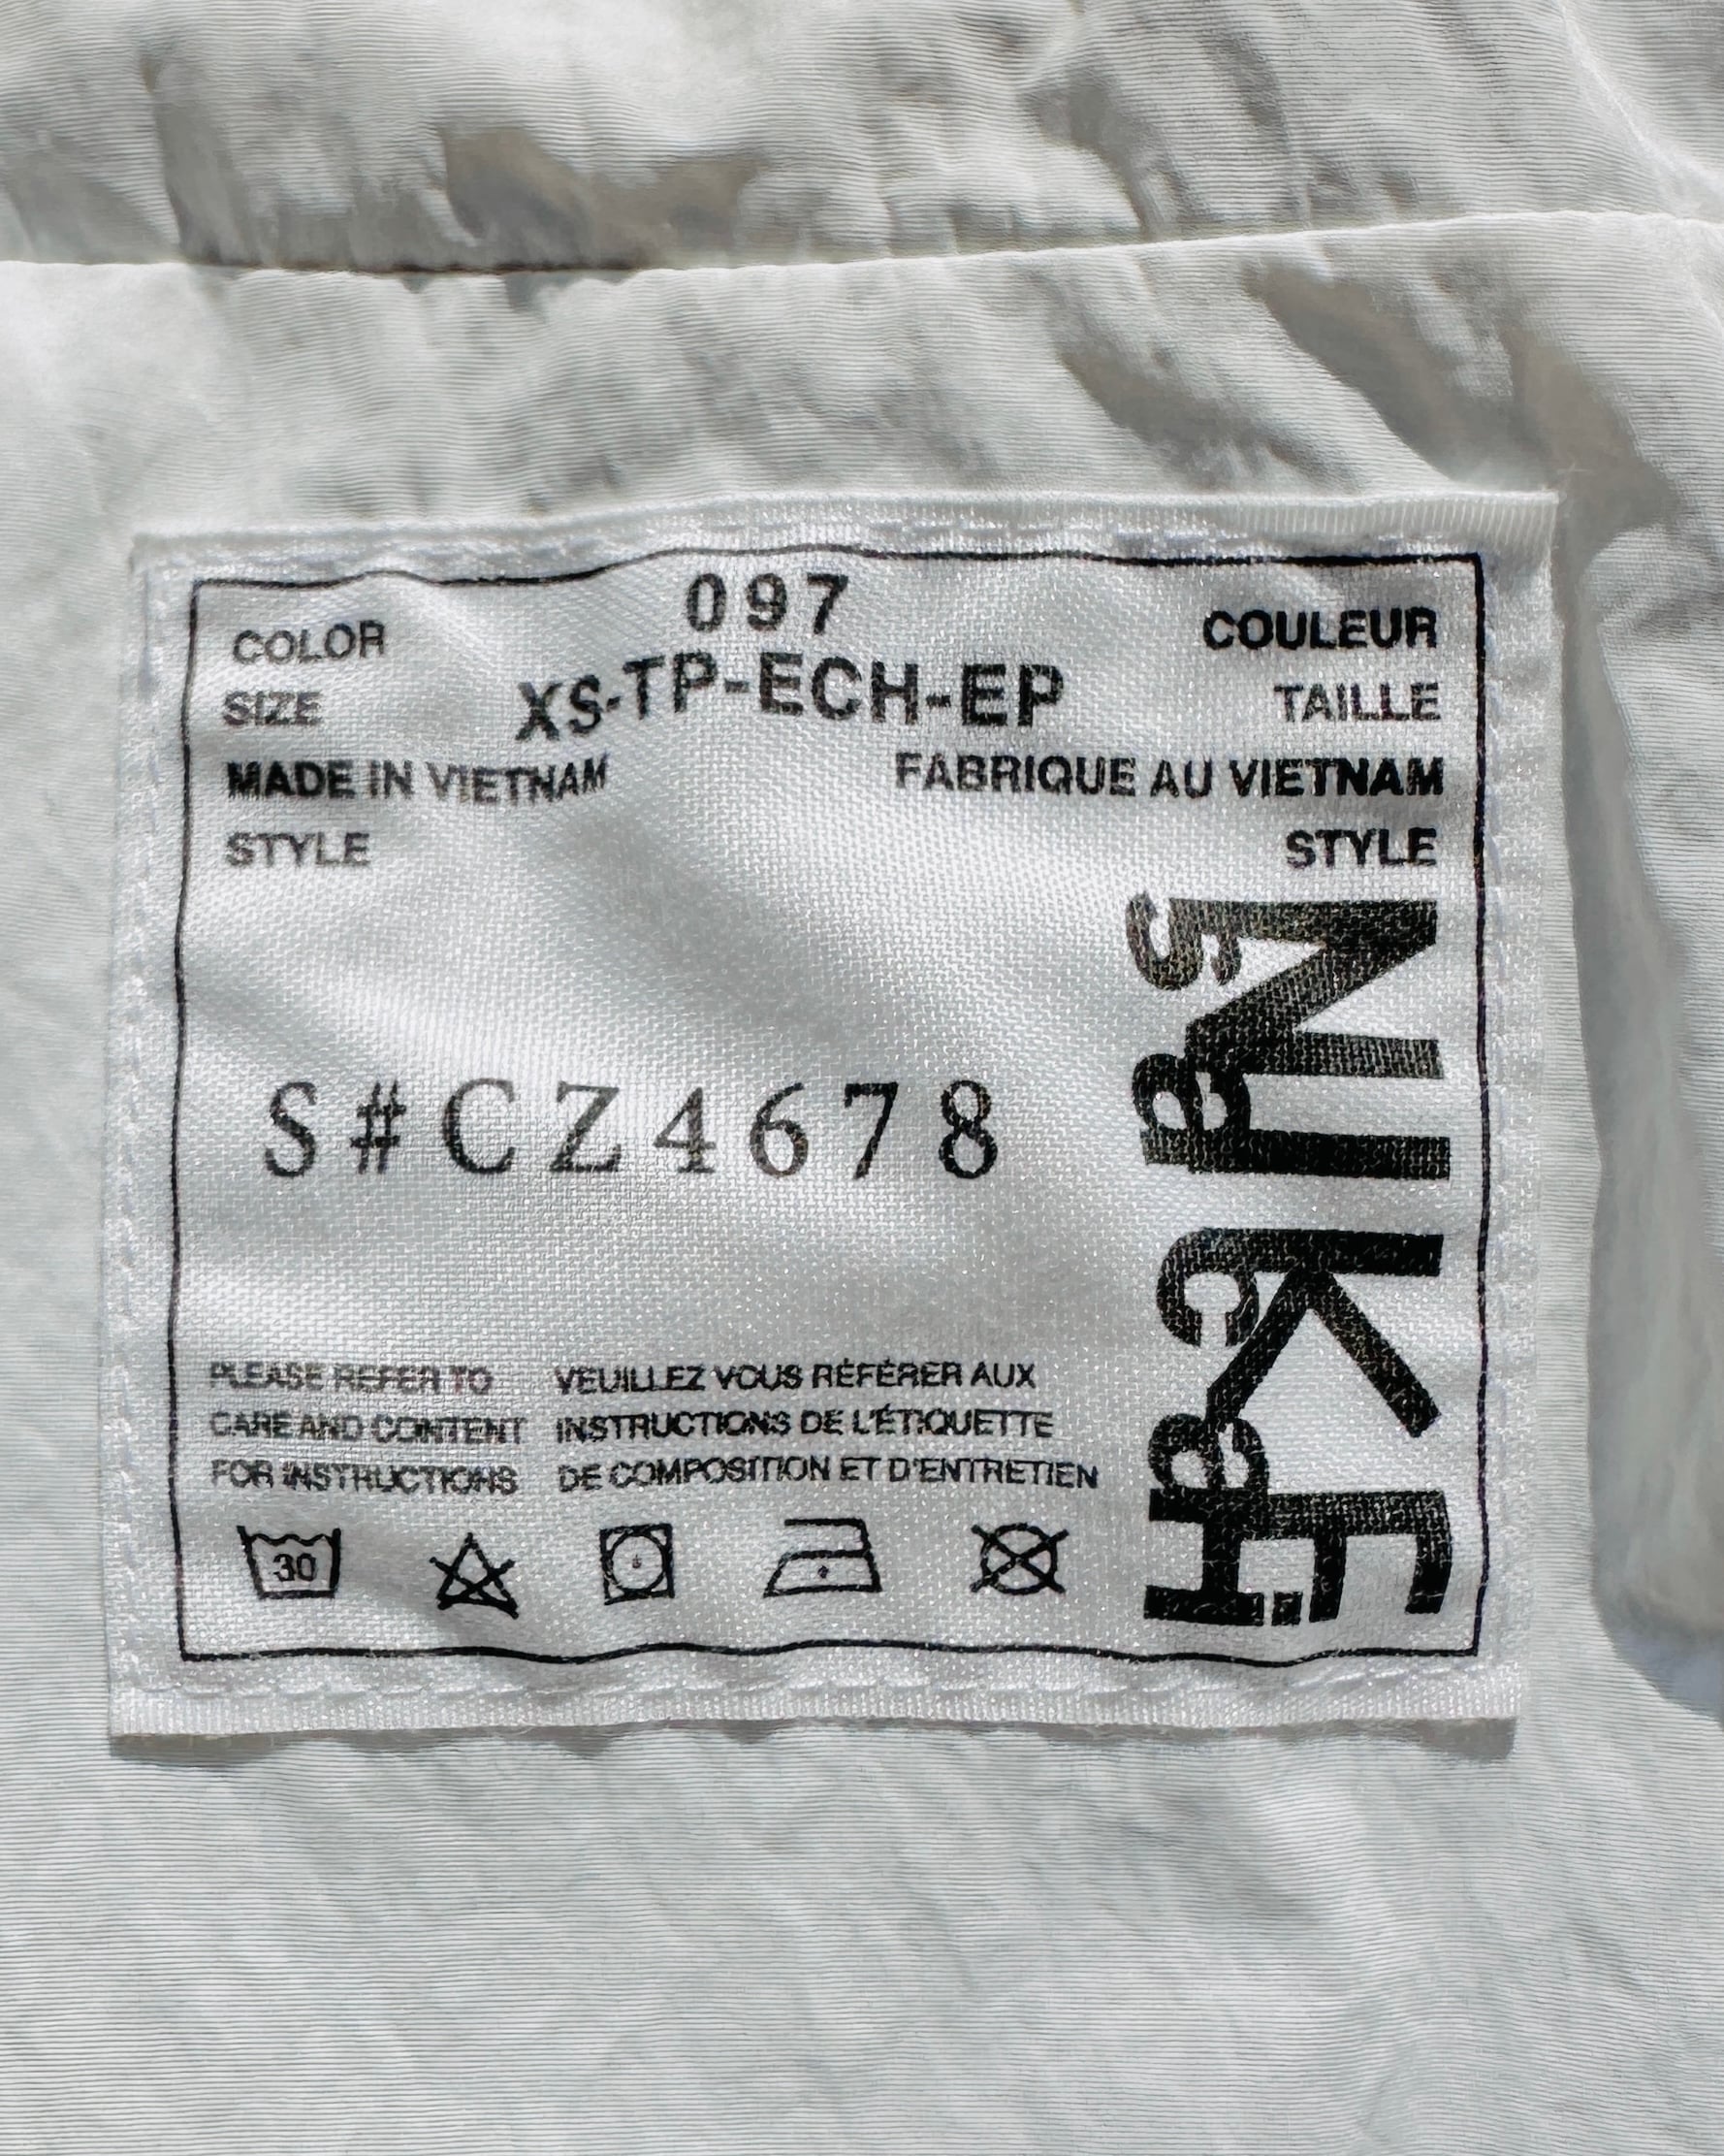 097
COLOR COULEUR
XS-TP-ECH-EP
SIZE TAILLE
MADE IN VIETNAM FABRIQUE AU VIETNAM
STYLE STYLE
S#CZ4678
NIKE
sacai
PLEASE REFER TO
CARE AND CONTENT
FOR INSTRUCTIONS
VEUILLEZ VOUS RÉFÉRER AUX
INSTRUCTIONS DE L'ÉTIQUETTE
DE COMPOSITION ET D'ENTRETIEN
30